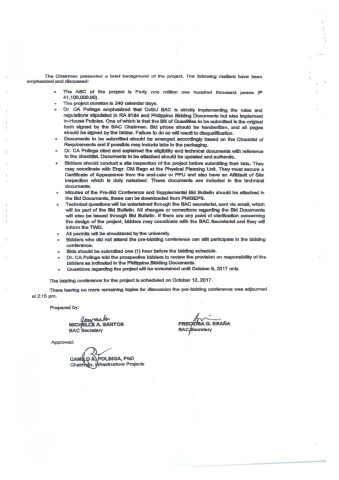 The Chairman presented a brief background of the project. The following matters have been
emphasized and discussed:
• The ABC of the project is Forty one million one hundred thousand pesos (P
41,100,000.00).
• The project duration is 240 calendar days.
• Dr. CA Polinga emphasized that BAC is strictly implementing the rules and
regulations stipulated in RA 9184 and Philippine Bidding Documents but also implement
In-House Policies. One of which is that the Bill of Quantities to be submitted is the original
form signed by the BAC Chairman. Bid prices should be handwritten, and all pages
should be signed by the bidder. Failure to do so will result to disqualification.
• Documents to be submitted should be arranged accordingly based on the Checklist of
Requirements and if possible may include tabs in the packaging.
• Dr. CA Polinga cited and explained the eligibility and technical documents with reference
to the checklist. Documents to be attached should be updated and authentic.
• Bidders should conduct a site inspection of the project before submitting their bids. They
may coordinate with Engr. OM Bago at the Physical Planning Unit. They must secure a
Certificate of Appearance from the end-user or PPU and also have an Affidavit of Site
Inspection which is duly notarized. These documents are included in the technical
documents.
• Minutes of the Pre-Bid Conference and Supplemental Bid Bulletin should be attached in
the Bid Documents, these can be downloaded from PhilGEPS.
• Technical questions will be entertained through the BAC secretariat, sent via email, which
will be part of the Bid Bulletin. All changes or corrections regarding the Bid Documents
will also be issued through Bid Bulletin. If there are any point of clarification concerning
the design of the project, bidders may coordinate with the BAC Secretariat and they will
inform the TWG.
• All permits will be shouldered by the university.
• Bidders who did not attend the pre-bidding conference can still participate in the bidding
conference.
• Bids should be submitted one (1) hour before the bidding schedule.
• Dr. CA Polinga told the prospective bidders to review the provision on responsibility of the
bidders as indicated in the Philippine Bidding Documents.
• Questions regarding the project will be entertained until October 5, 2017 only.
The bidding conference for the project is scheduled on October 12, 2017.
There having no more remaining topics for discussion the pre-bidding conference was adjourned
at 2:15 pm.
Prepared by:
MICHELLE A. SANTOS PRECIOSA G. ERAÑA
BAC Secretary BAC Secretary
Approved:
CAMILO A. POLINGA, PhD
Chairman, Infrastructure Projects